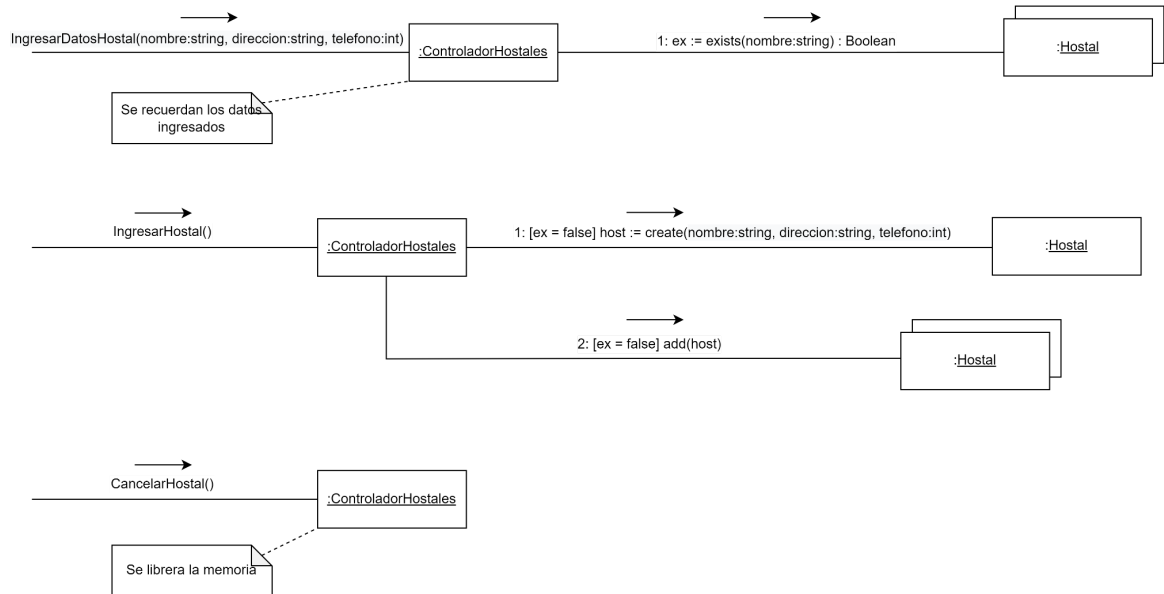 IngresarDatosHostal(nombre:string, direccion:string, telefono:int)
:ControladorHostales
1: ex := exists(nombre:string) : Boolean
:Hostal
Se recuerdan los datos
ingresados
IngresarHostal()
:ControladorHostales
1: [ex = false] host := create(nombre:string, direccion:string, telefono:int)
:Hostal
2: [ex = false] add(host)
:Hostal
CancelarHostal()
:ControladorHostales
Se librera la memoria